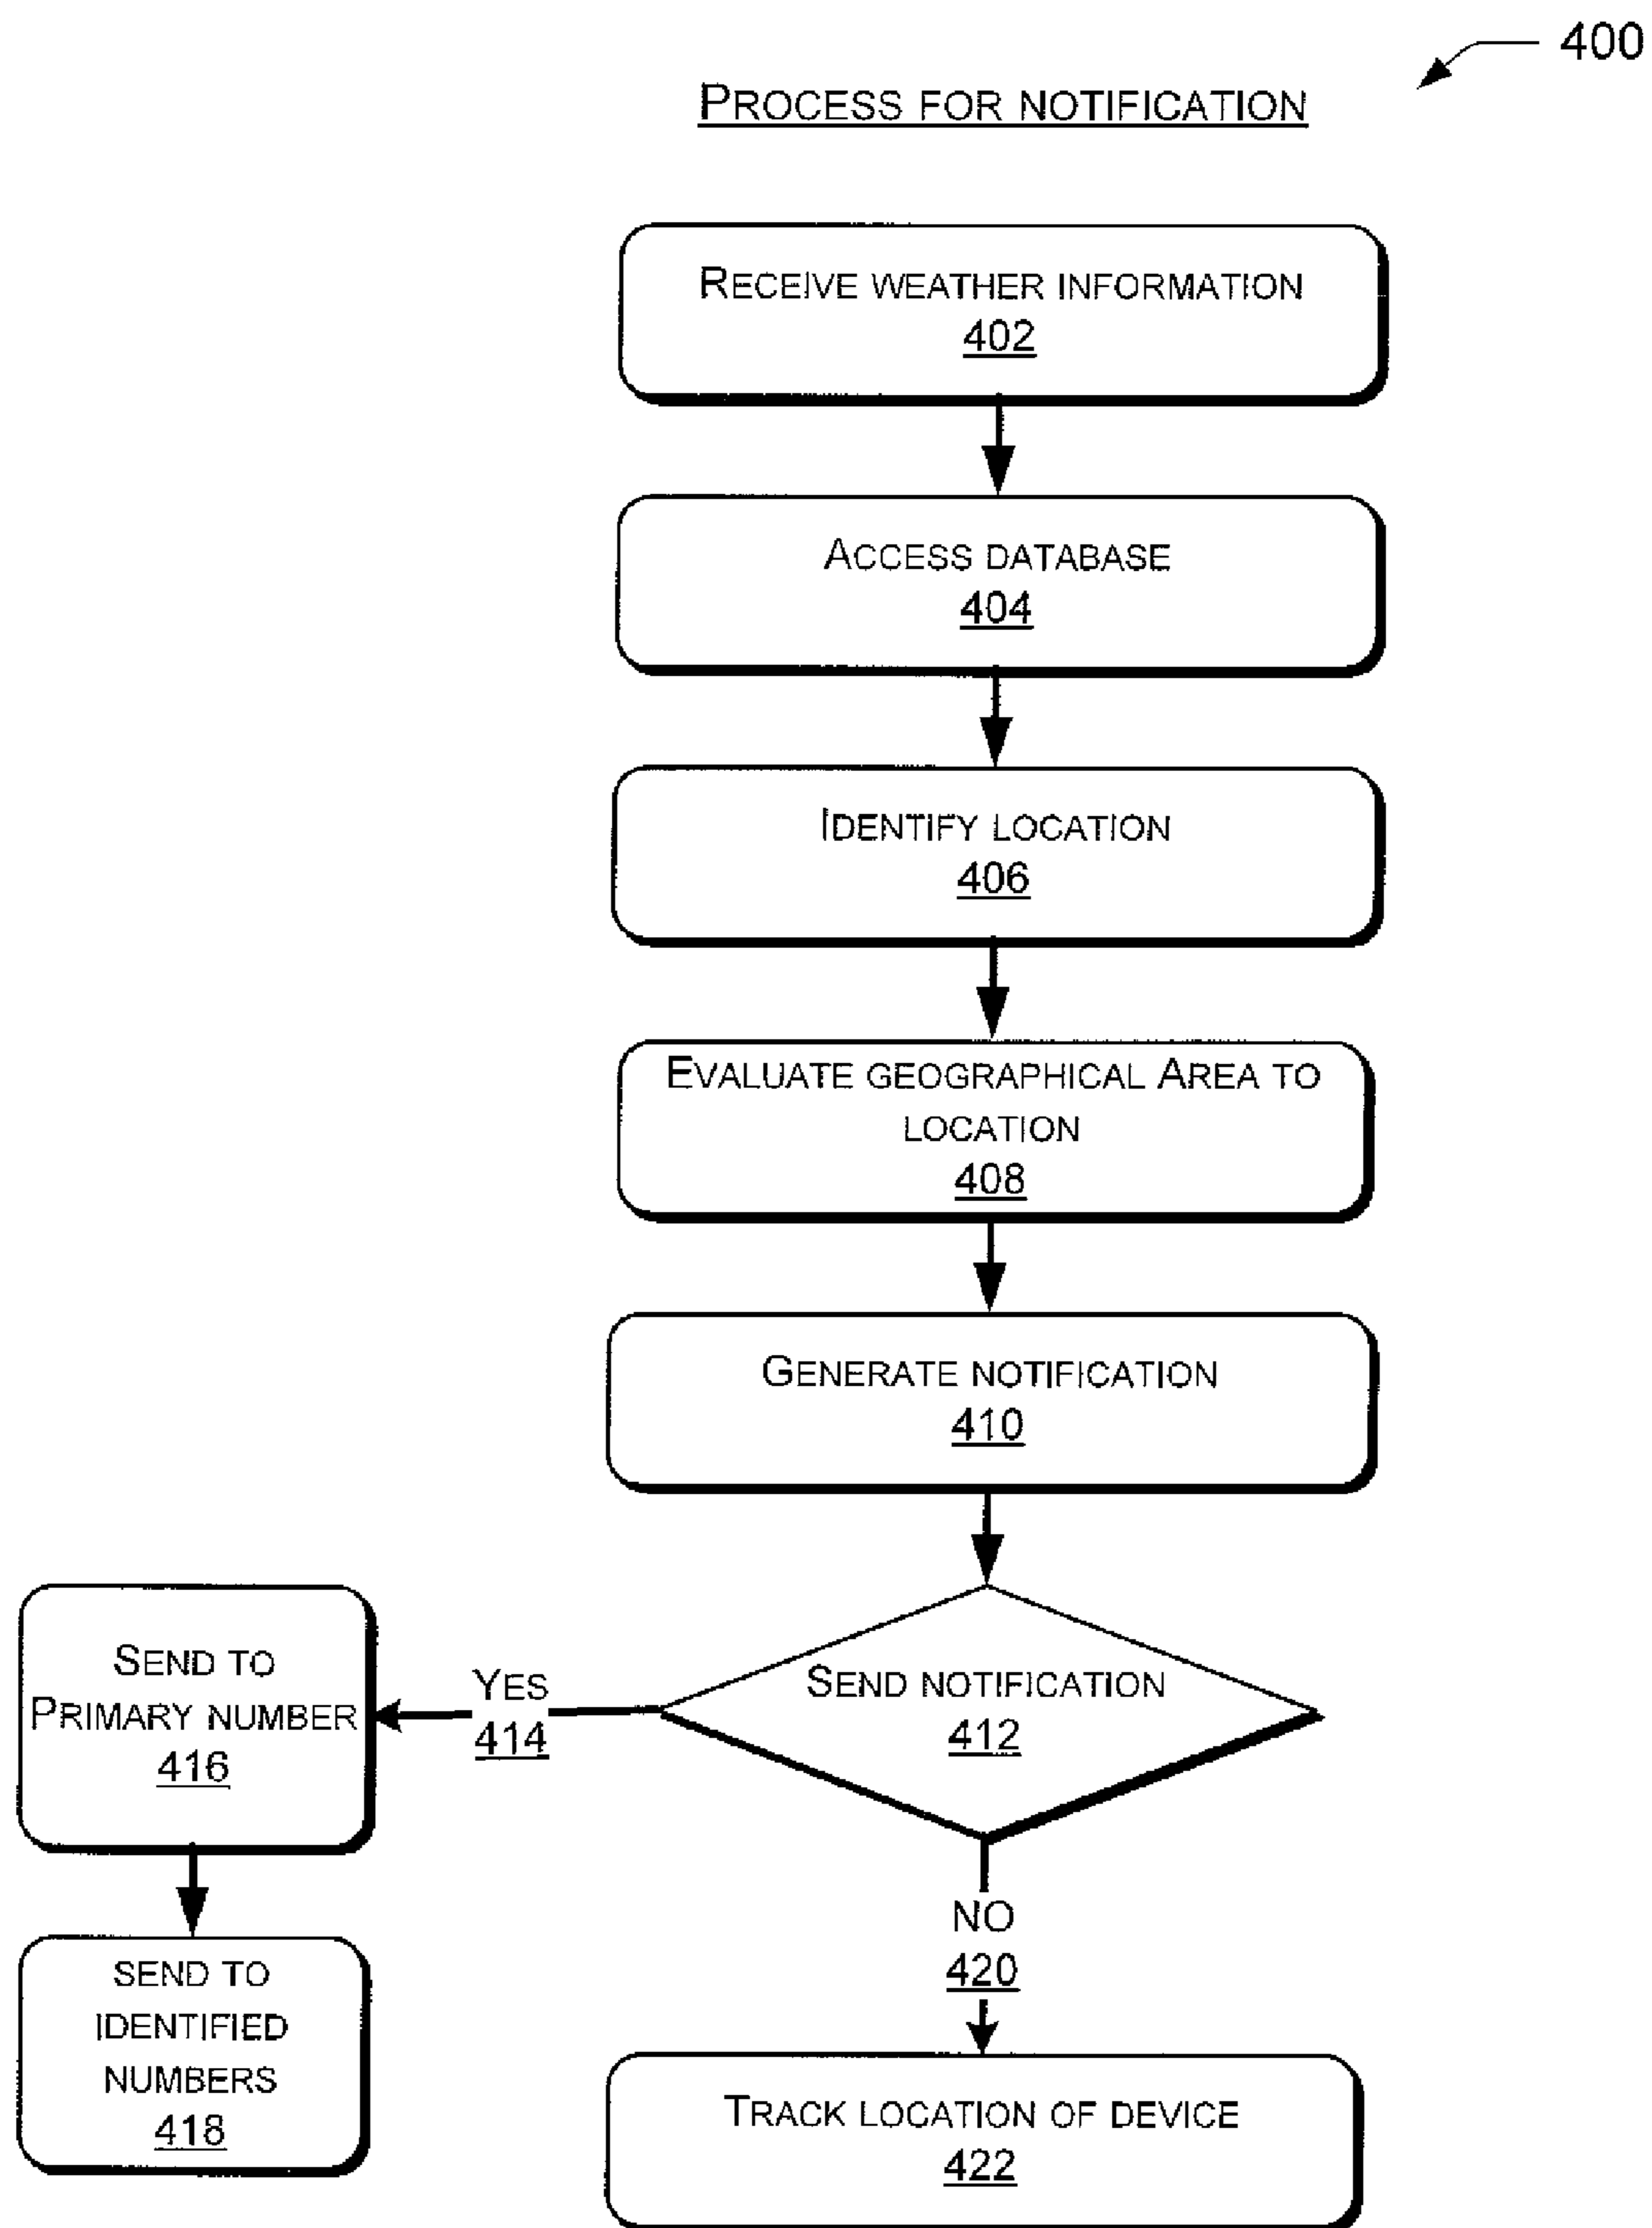 400
PROCESS FOR NOTIFICATION
RECEIVE WEATHER INFORMATION
402
ACCESS DATABASE
404
IDENTIFY LOCATION
406
EVALUATE GEOGRAPHICAL AREA TO
LOCATION
408
GENERATE NOTIFICATION
410
SEND NOTIFICATION
412
YES
414
SEND TO
PRIMARY NUMBER
416
SEND TO
IDENTIFIED
NUMBERS
418
NO
420
TRACK LOCATION OF DEVICE
422